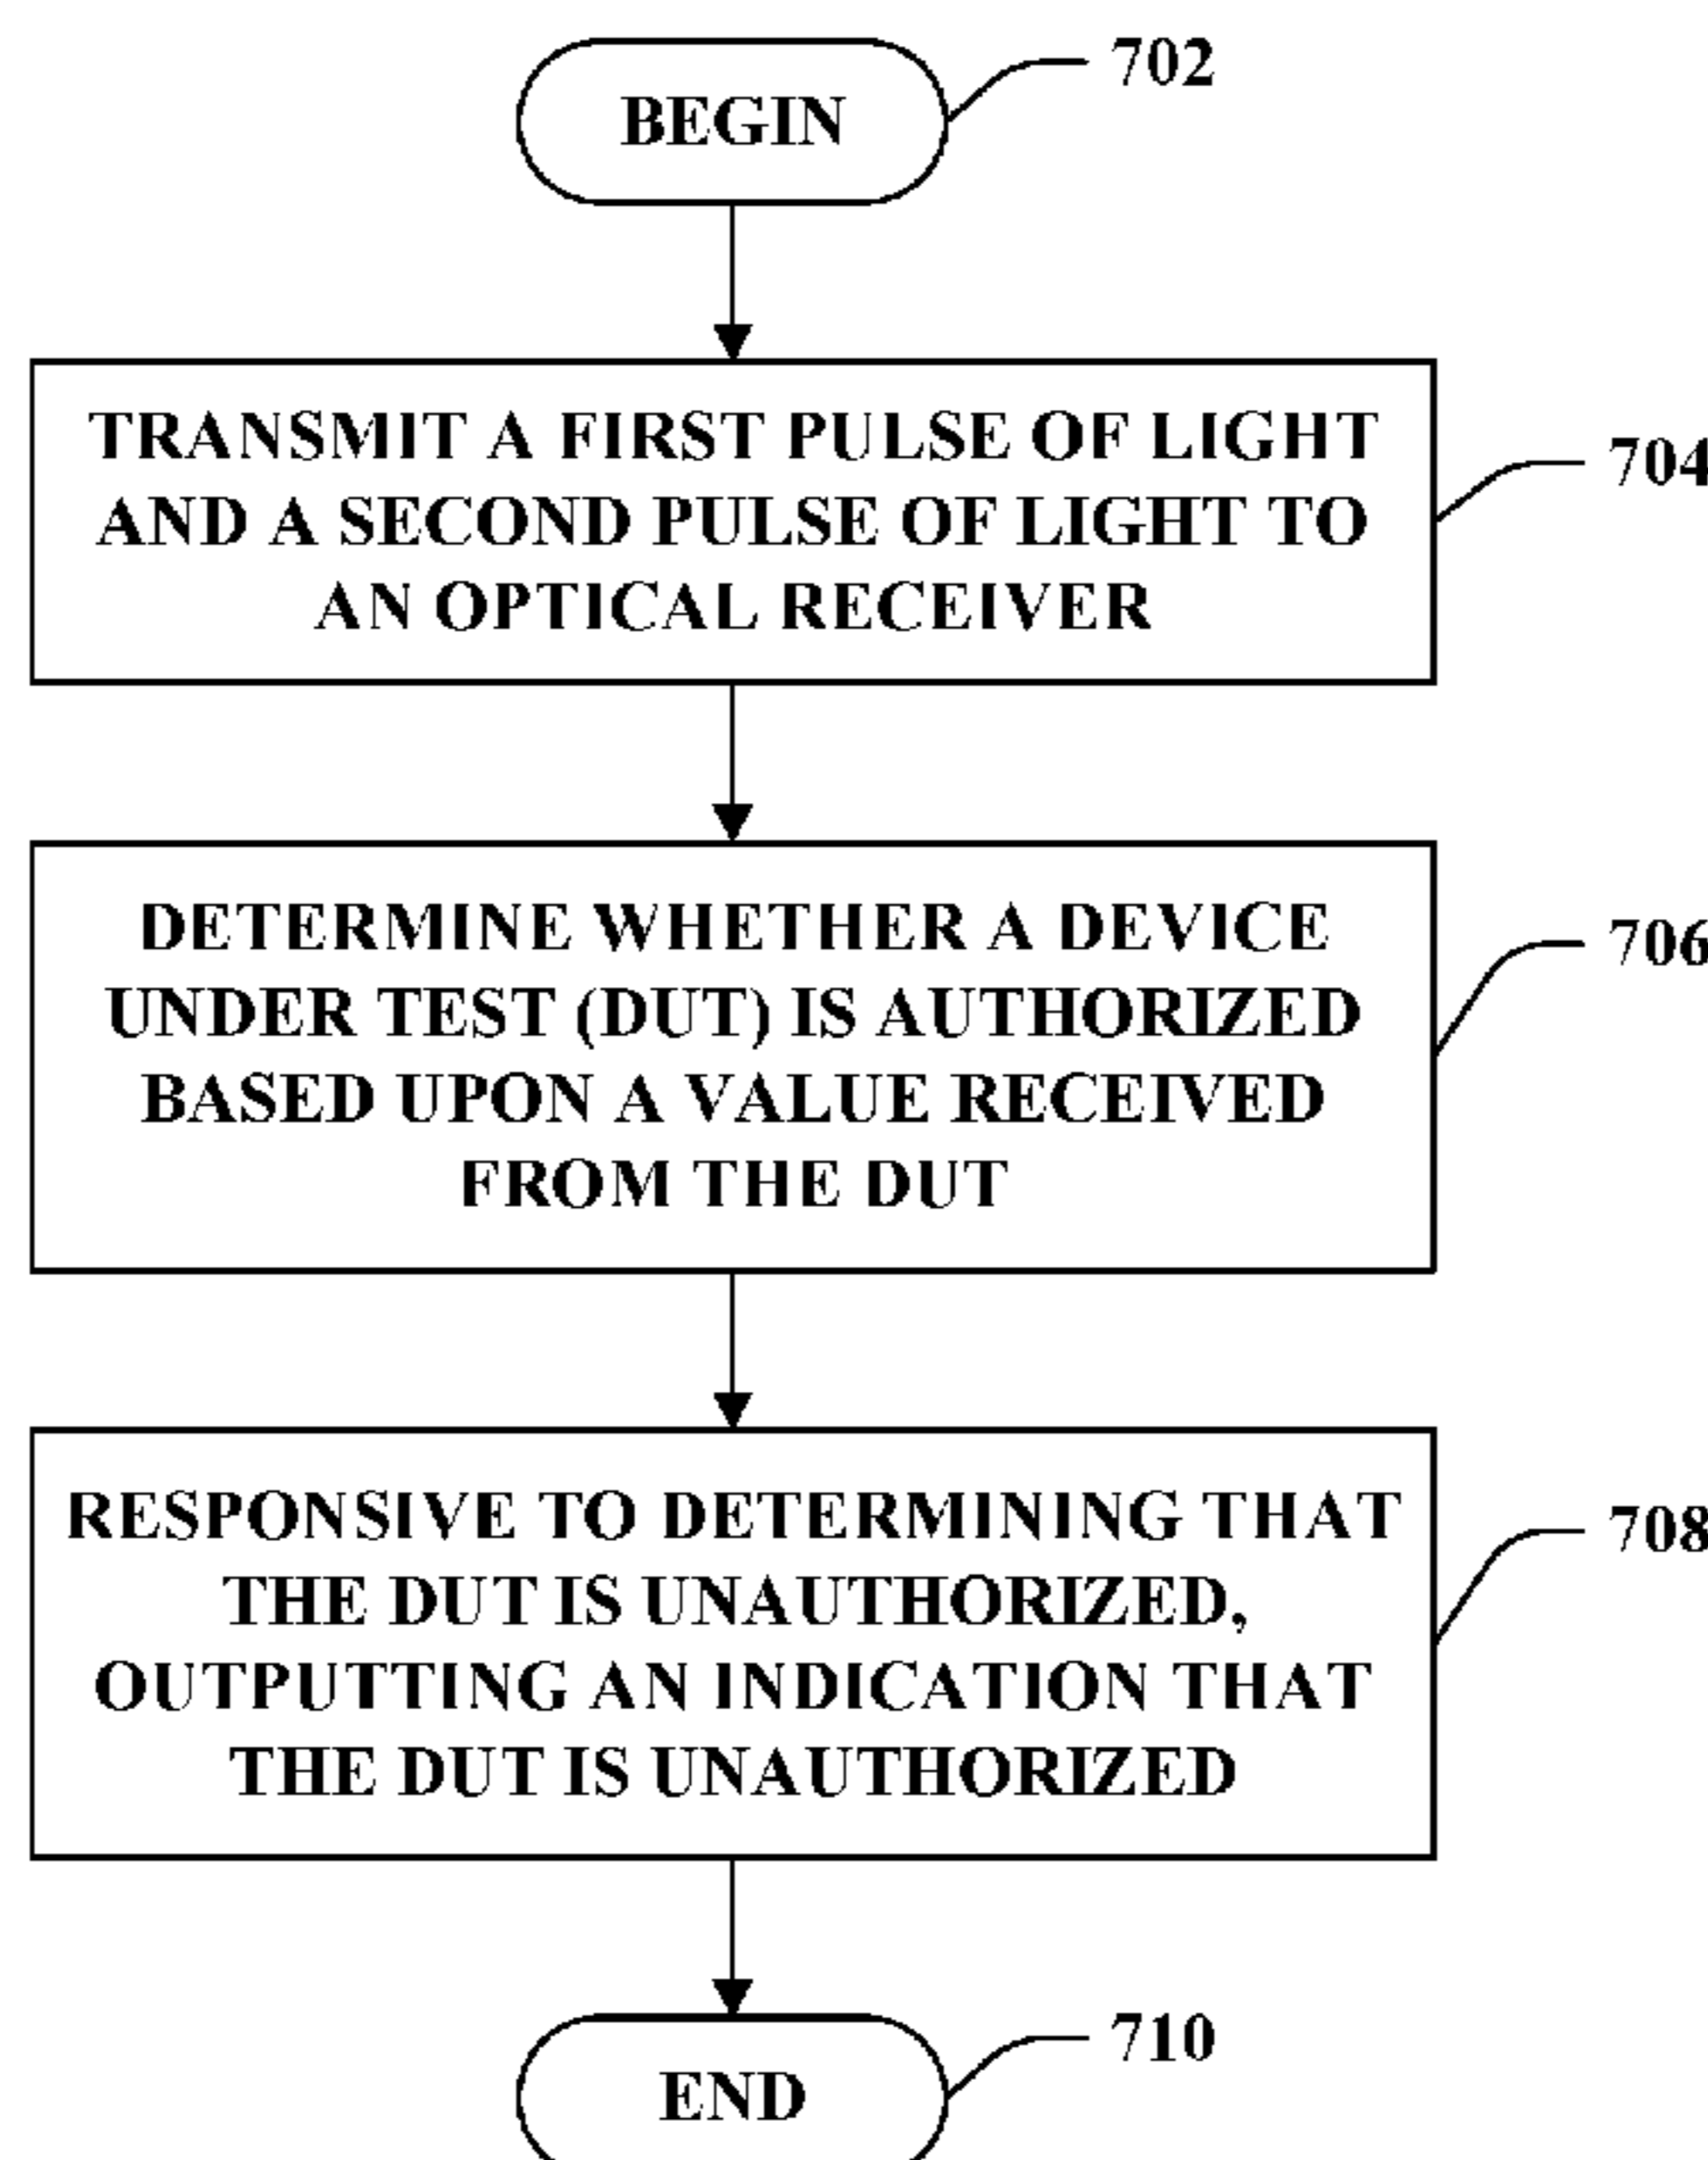 702
BEGIN
TRANSMIT A FIRST PULSE OF LIGHT
AND A SECOND PULSE OF LIGHT TO
AN OPTICAL RECEIVER
704
DETERMINE WHETHER A DEVICE
UNDER TEST (DUT) IS AUTHORIZED
BASED UPON A VALUE RECEIVED
FROM THE DUT
706
RESPONSIVE TO DETERMINING THAT
THE DUT IS UNAUTHORIZED,
OUTPUTTING AN INDICATION THAT
THE DUT IS UNAUTHORIZED
708
710
END